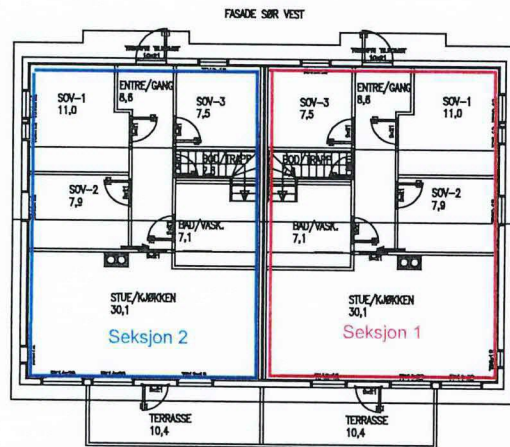 FASADE SØR VEST
ENTRE/GANG
8,6
SOV-1
11,0
SOV-3
7,5
BOD/TRAPP
SOV-2
7,9
BAD/VASK.
7,1
STUE/KJØKKEN
30,1
Seksjon 2
TERRASSE
10,4
SOV-3
7,5
ENTRE/GANG
8,6
SOV-1
11,0
BOD/TRAPP
SOV-2
7,9
BAD/VASK.
7,1
STUE/KJØKKEN
30,1
Seksjon 1
TERRASSE
10,4